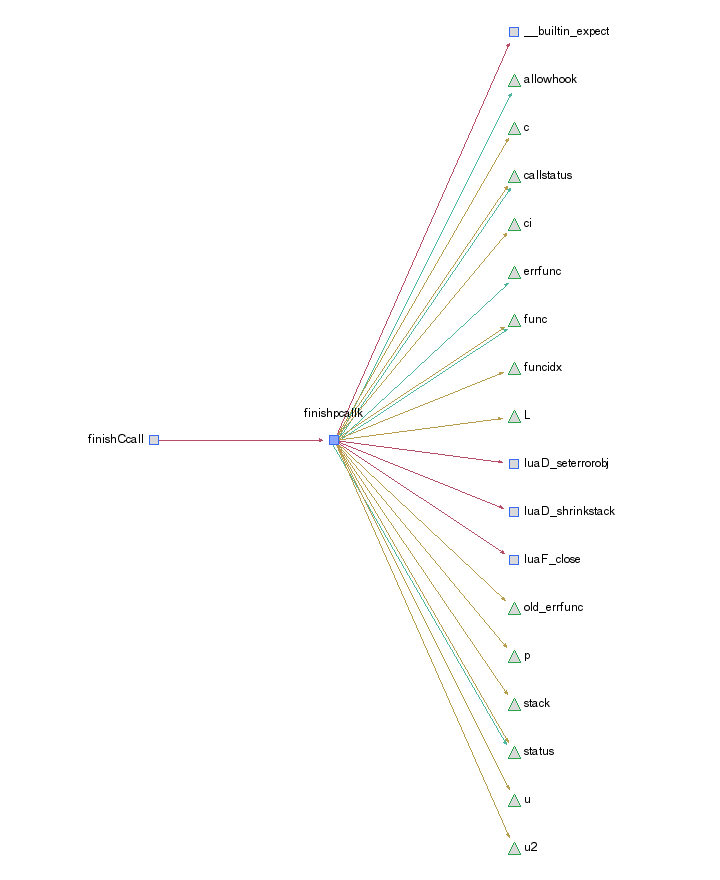 __builtin_expect
allowhook
c
callstatus
ci
errfunc
func
funcidx
finishpcallk
L
finishCcall
luaD_seterrorobj
luaD_shrinkstack
luaF_close
old_errfunc
p
stack
status
u
u2